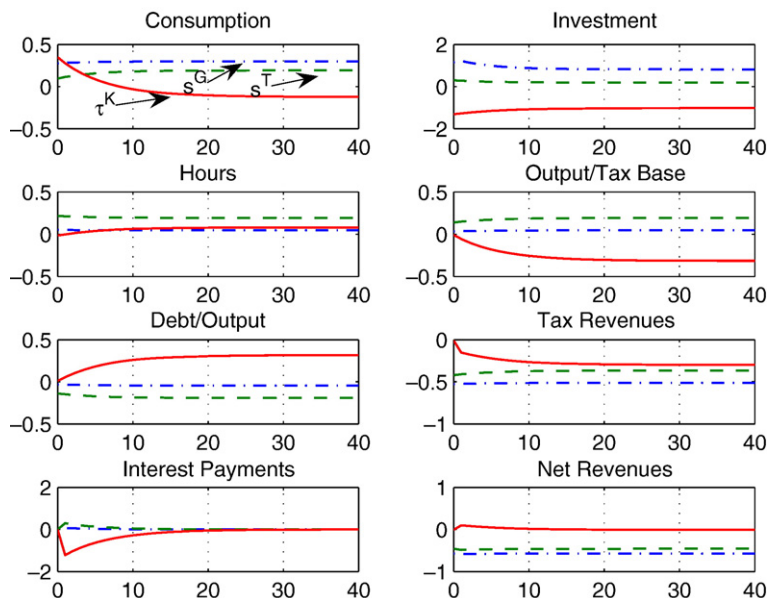 Consumption
Investment
0.5
0
−0.5
0 10 20 30 40
τK
sG
sT
2
0
−2
0 10 20 30 40
Hours
Output/Tax Base
0.5
0
−0.5
0 10 20 30 40
0.5
0
−0.5
0 10 20 30 40
Debt/Output
Tax Revenues
0.5
0
−0.5
0 10 20 30 40
0
−0.5
−1
0 10 20 30 40
Interest Payments
Net Revenues
2
0
−2
0 10 20 30 40
1
0
−1
0 10 20 30 40